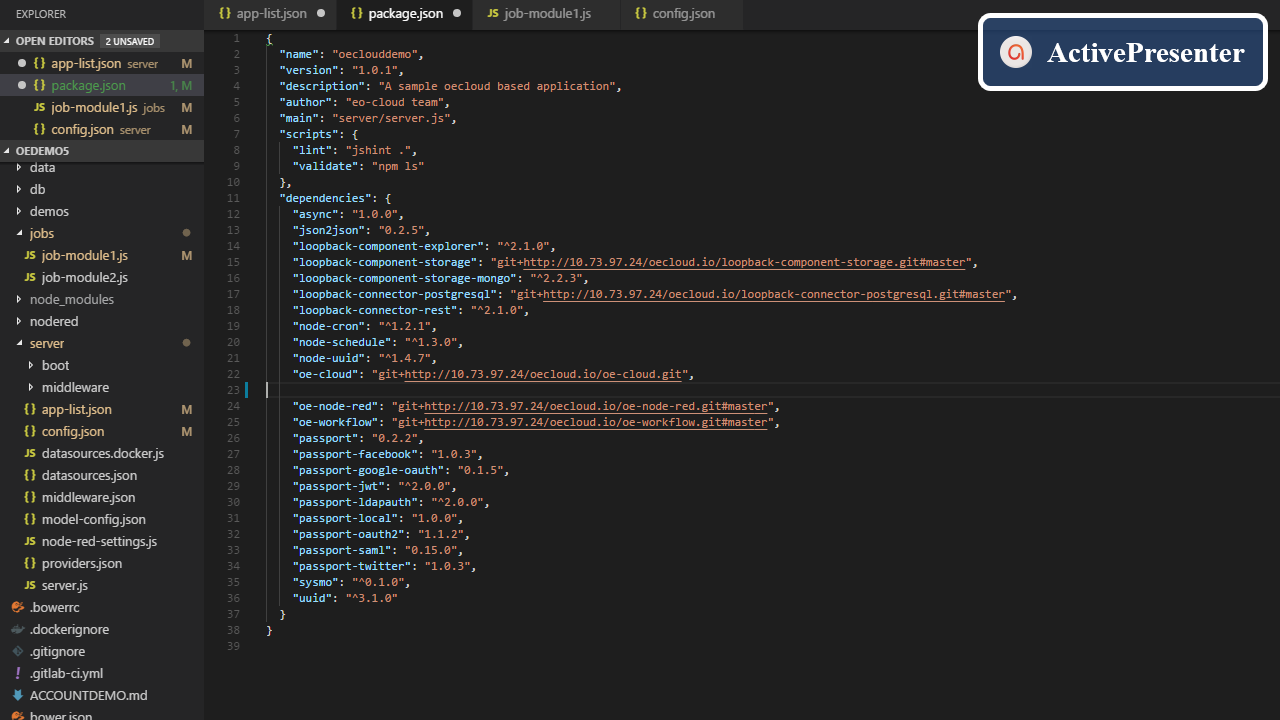 EXPLORER
OPEN EDITORS 2 UNSAVED
{} app-list.json server M
{} package.json 1, M
JS job-module1.js jobs M
{} config.json server M
OEDEMO5
data
db
demos
jobs
JS job-module1.js M
JS job-module2.js
node_modules
nodered
server
boot
middleware
{} app-list.json M
{} config.json M
JS datasources.docker.js
{} datasources.json
{} middleware.json
{} model-config.json
JS node-red-settings.js
{} providers.json
JS server.js
.bowerrc
.dockerignore
.gitignore
! .gitlab-ci.yml
ACCOUNTDEMO.md
bower.json
{} app-list.json
{} package.json
JS job-module1.js
{} config.json
ActivePresenter
1 {
2 "name": "oeclouddemo",
3 "version": "1.0.1",
4 "description": "A sample oecloud based application",
5 "author": "eo-cloud team",
6 "main": "server/server.js",
7 "scripts": {
8 "lint": "jshint .",
9 "validate": "npm ls"
10 },
11 "dependencies": {
12 "async": "1.0.0",
13 "json2json": "0.2.5",
14 "loopback-component-explorer": "^2.1.0",
15 "loopback-component-storage": "git+http://10.73.97.24/oecloud.io/loopback-component-storage.git#master",
16 "loopback-component-storage-mongo": "^2.2.3",
17 "loopback-connector-postgresql": "git+http://10.73.97.24/oecloud.io/loopback-connector-postgresql.git#master",
18 "loopback-connector-rest": "^2.1.0",
19 "node-cron": "^1.2.1",
20 "node-schedule": "^1.3.0",
21 "node-uuid": "^1.4.7",
22 "oe-cloud": "git+http://10.73.97.24/oecloud.io/oe-cloud.git",
23
24 "oe-node-red": "git+http://10.73.97.24/oecloud.io/oe-node-red.git#master",
25 "oe-workflow": "git+http://10.73.97.24/oecloud.io/oe-workflow.git#master",
26 "passport": "0.2.2",
27 "passport-facebook": "1.0.3",
28 "passport-google-oauth": "0.1.5",
29 "passport-jwt": "^2.0.0",
30 "passport-ldapauth": "^2.0.0",
31 "passport-local": "1.0.0",
32 "passport-oauth2": "1.1.2",
33 "passport-saml": "0.15.0",
34 "passport-twitter": "1.0.3",
35 "sysmo": "^0.1.0",
36 "uuid": "^3.1.0"
37 }
38 }
39